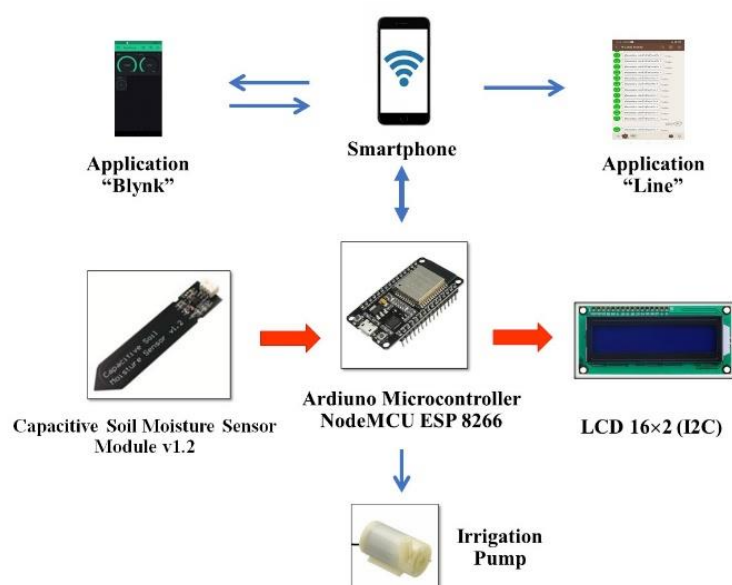 Application
“Blynk”
Smartphone
Application
“Line”
Capacitive Soil
Moisture Sensor v1.2
Capacitive Soil Moisture Sensor
Module v1.2
Ardiuno Microcontroller
NodeMCU ESP 8266
LCD 16×2 (I2C)
Irrigation
Pump